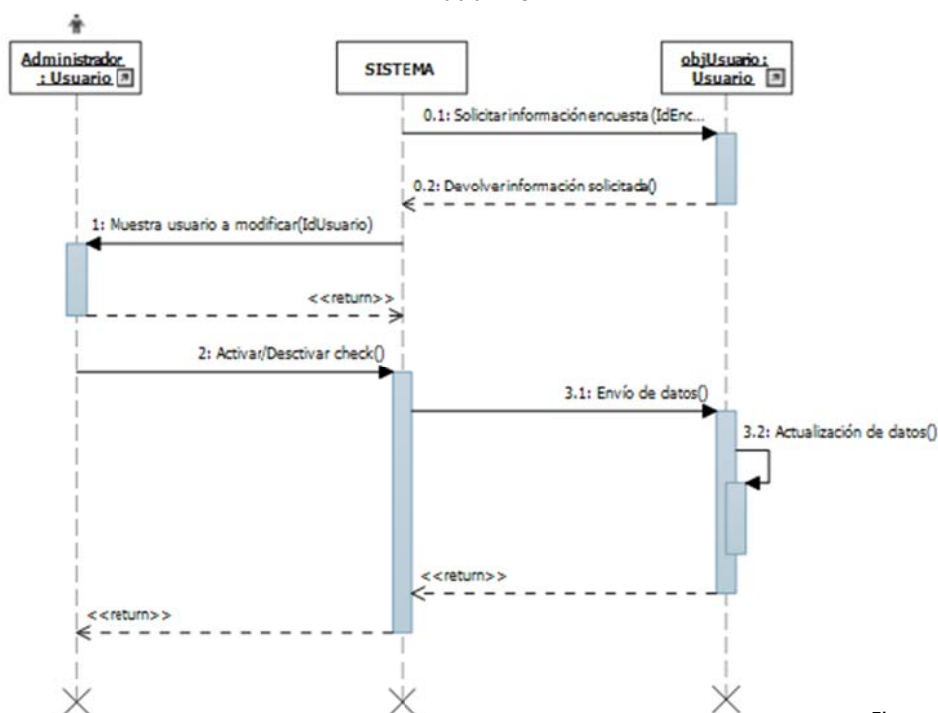 Administrador
: Usuario
SISTEMA
objUsuario:
Usuario
0.1: Solicitar información encuesta (IdEnc...
0.2: Devolver información solicitada()
1: Muestra usuario a modificar(IdUsuario)
<<return>>
2: Activar/Desctivar check()
3.1: Envío de datos()
3.2: Actualización de datos()
<<return>>
<<return>>